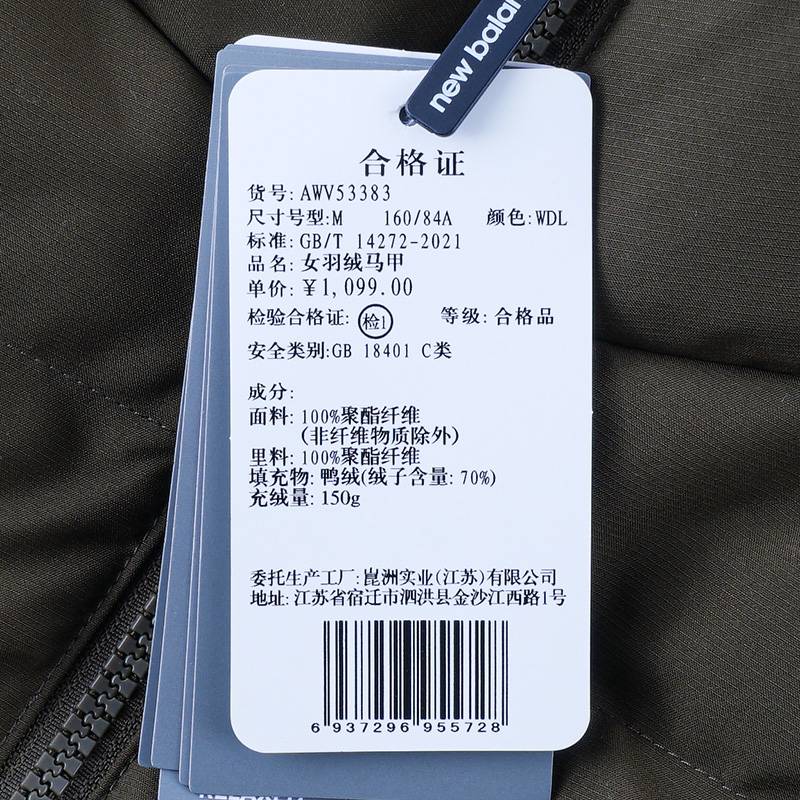 new balan
合格证
货号: AWV53383
尺寸号型: M 160/84A 颜色: WDL
标准: GB/T 14272-2021
品名: 女羽绒马甲
单价: ¥1,099.00
检验合格证: 检1 等级: 合格品
安全类别: GB 18401 C类
成分:
面料: 100%聚酯纤维
(非纤维物质除外)
里料: 100%聚酯纤维
填充物: 鸭绒(绒子含量: 70%)
充绒量: 150g
委托生产工厂: 崑洲实业(江苏)有限公司
地址: 江苏省宿迁市泗洪县金沙江西路1号
6 937296 955728